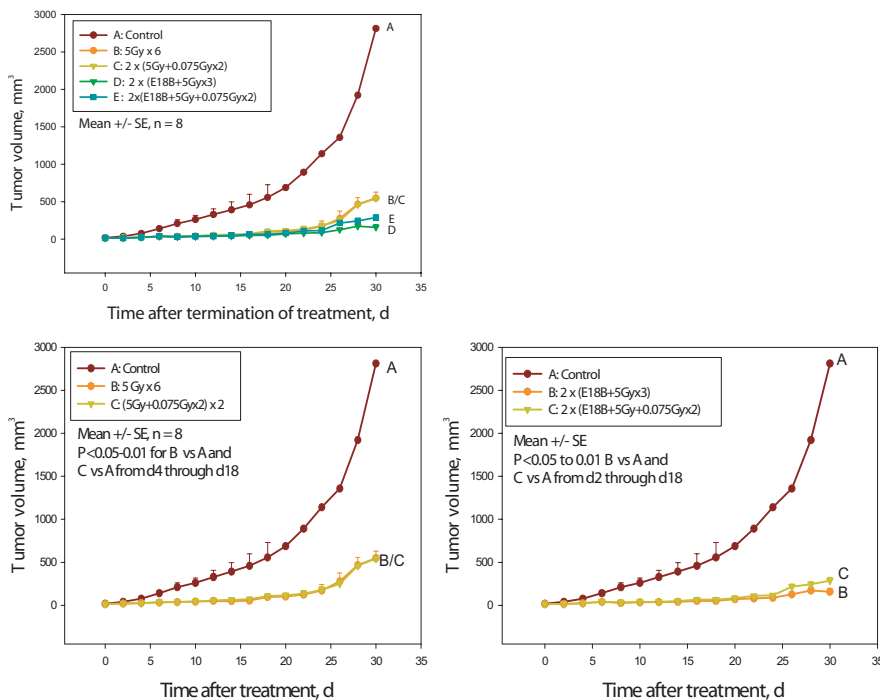 A: Control
B: 5Gy x 6
C: 2 x (5Gy+0.075Gyx2)
D: 2 x (E18B+5Gyx3)
E: 2x(E18B+5Gy+0.075Gyx2)
Mean +/- SE, n = 8
Tumor volume, mm³
3000
2500
2000
1500
1000
500
0
A
B/C
E
D
0 5 10 15 20 25 30 35
Time after termination of treatment, d
A: Control
B: 5 Gy x 6
C: (5Gy+0.075Gyx2) x 2
Mean +/- SE, n = 8
P<0.05-0.01 for B vs A and
C vs A from d4 through d18
Tumor volume, mm³
3000
2500
2000
1500
1000
500
0
A
B/C
0 5 10 15 20 25 30 35
Time after treatment, d
A: Control
B: 2 x (E18B+5Gyx3)
C: 2 x (E18B+5Gy+0.075Gyx2)
Mean +/- SE
P<0.05 to 0.01 B vs A and
C vs A from d2 through d18
Tumor volume, mm³
3000
2500
2000
1500
1000
500
0
A
C
B
0 5 10 15 20 25 30 35
Time after treatment, d